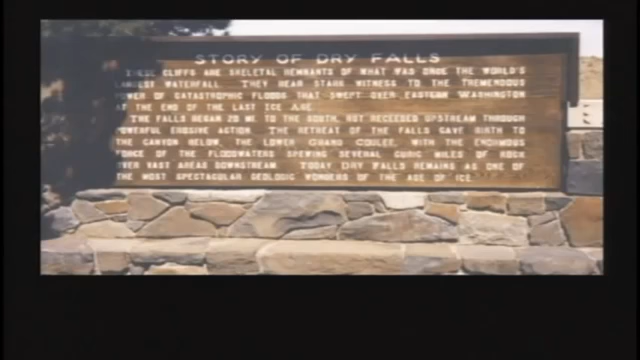 STORY OF DRY FALLS
THESE CLIFFS ARE SKELETAL REMNANTS OF WHAT WAS ONCE THE WORLD'S
LARGEST WATERFALL. THEY BEAR STARK WITNESS TO THE TREMENDOUS
POWER OF CATASTROPHIC FLOODS THAT SWEPT OVER EASTERN WASHINGTON
AT THE END OF THE LAST ICE AGE.
THE FALLS BEGAN 20 MI. TO THE SOUTH, BUT RECEEDED UPSTREAM THROUGH
POWERFUL EROSIVE ACTION. THE RETREAT OF THE FALLS GAVE BIRTH TO
THE CANYON BELOW, THE LOWER GRAND COULEE, WITH THE ENORMOUS
FORCE OF THE FLOODWATERS SPEWING SEVERAL CUBIC MILES OF ROCK
OVER VAST AREAS DOWNSTREAM. TODAY DRY FALLS REMAINS AS ONE OF
THE MOST SPECTACULAR GEOLOGIC WONDERS OF THE AGE OF ICE.